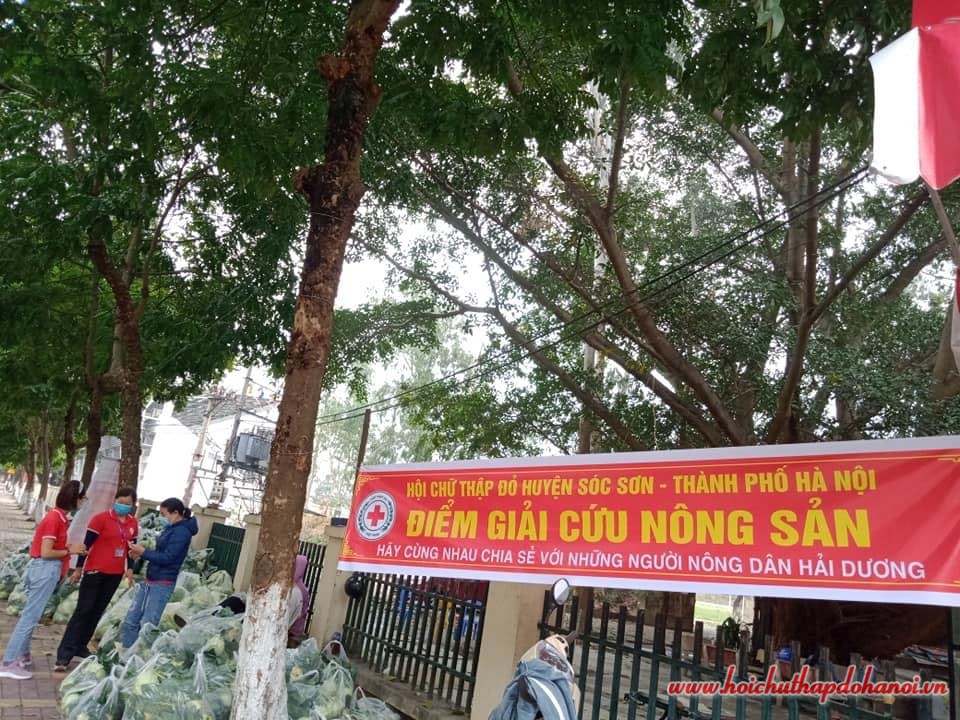 HỘI CHỮ THẬP ĐỎ HUYỆN SÓC SƠN - THÀNH PHỐ HÀ NỘI
ĐIỂM GIẢI CỨU NÔNG SẢN
HÃY CÙNG NHAU CHIA SẺ VỚI NHỮNG NGƯỜI NÔNG DÂN HẢI DƯƠNG
www.hoichuthapdohanoi.vn